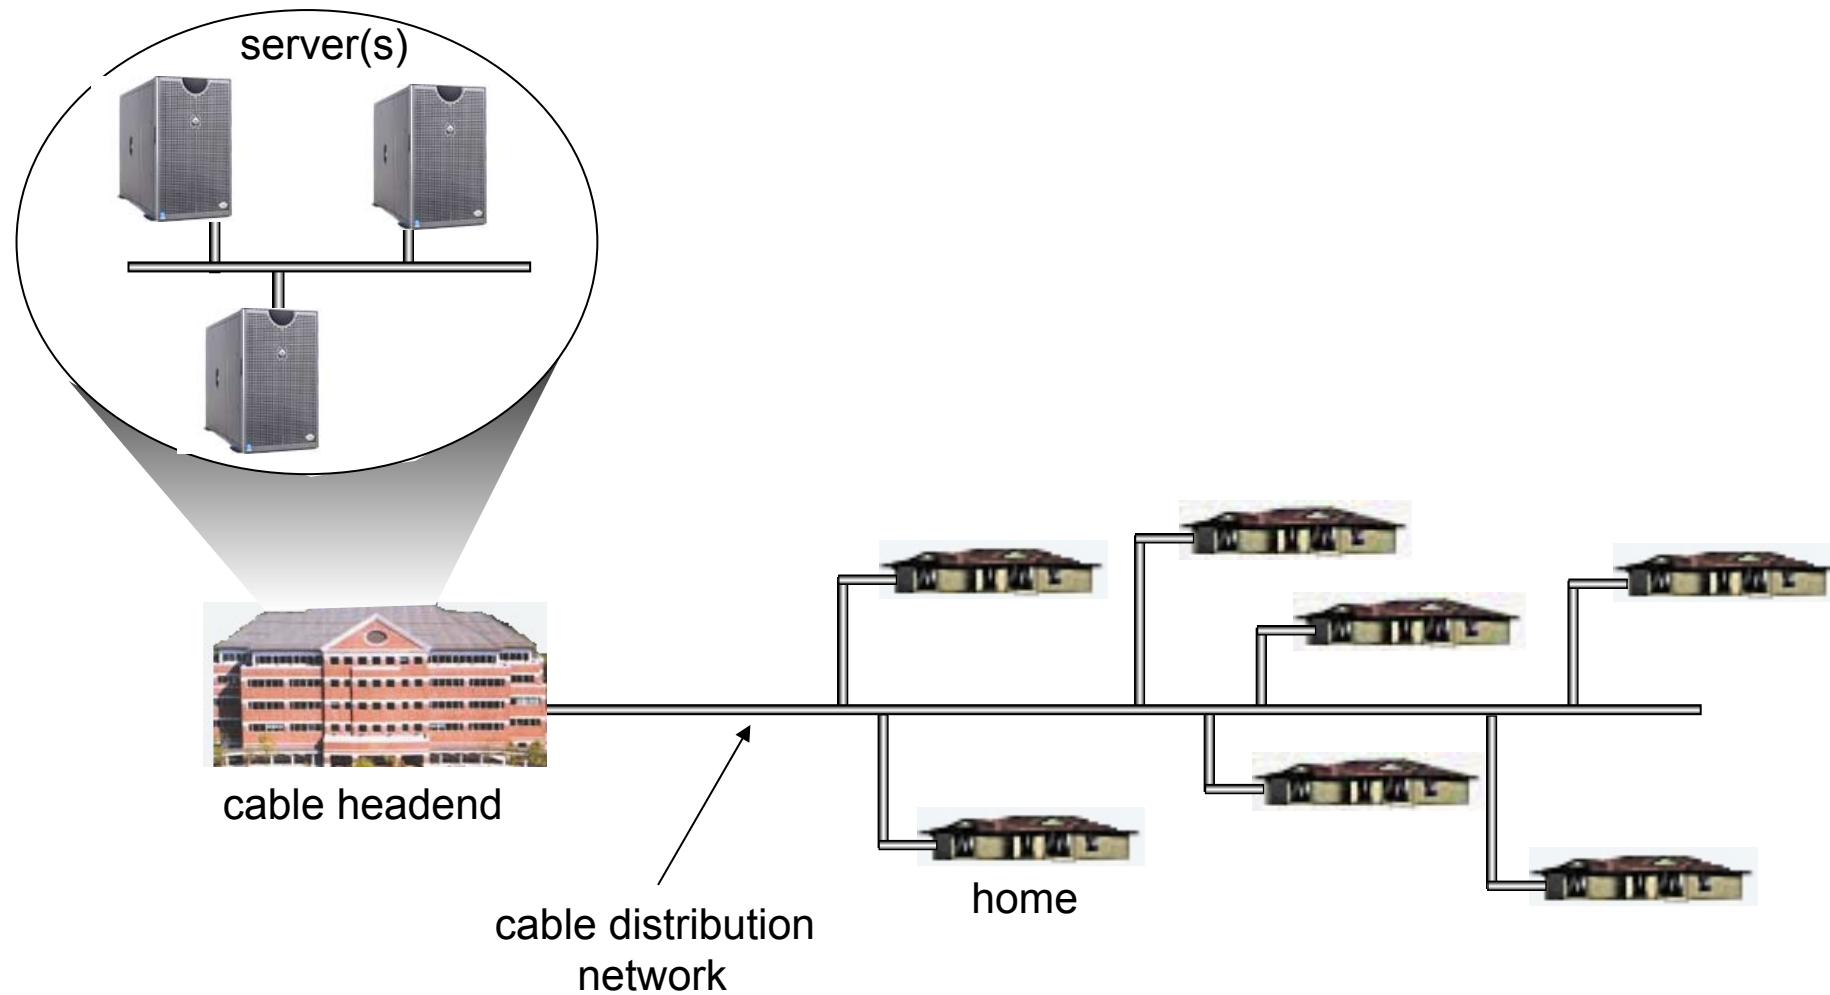 server(s)
cable headend
home
cable distribution
network